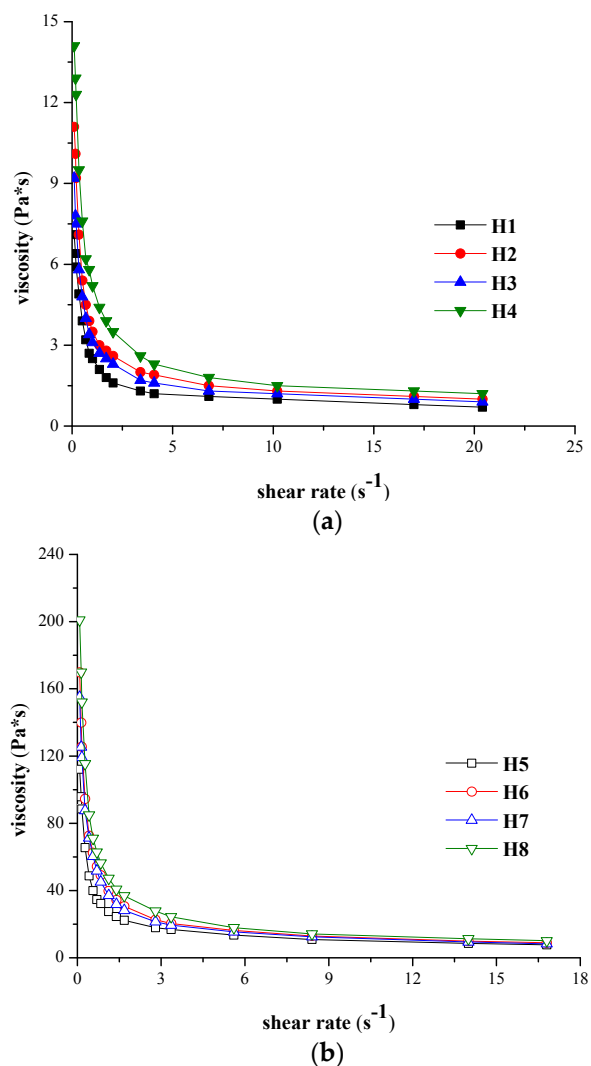 15
12
9
6
3
0
viscosity (Pa*s)
H1
H2
H3
H4
0 5 10 15 20 25
shear rate (s-1)
(a)
240
200
160
120
80
40
0
viscosity (Pa*s)
H5
H6
H7
H8
0 3 6 9 12 15 18
shear rate (s-1)
(b)